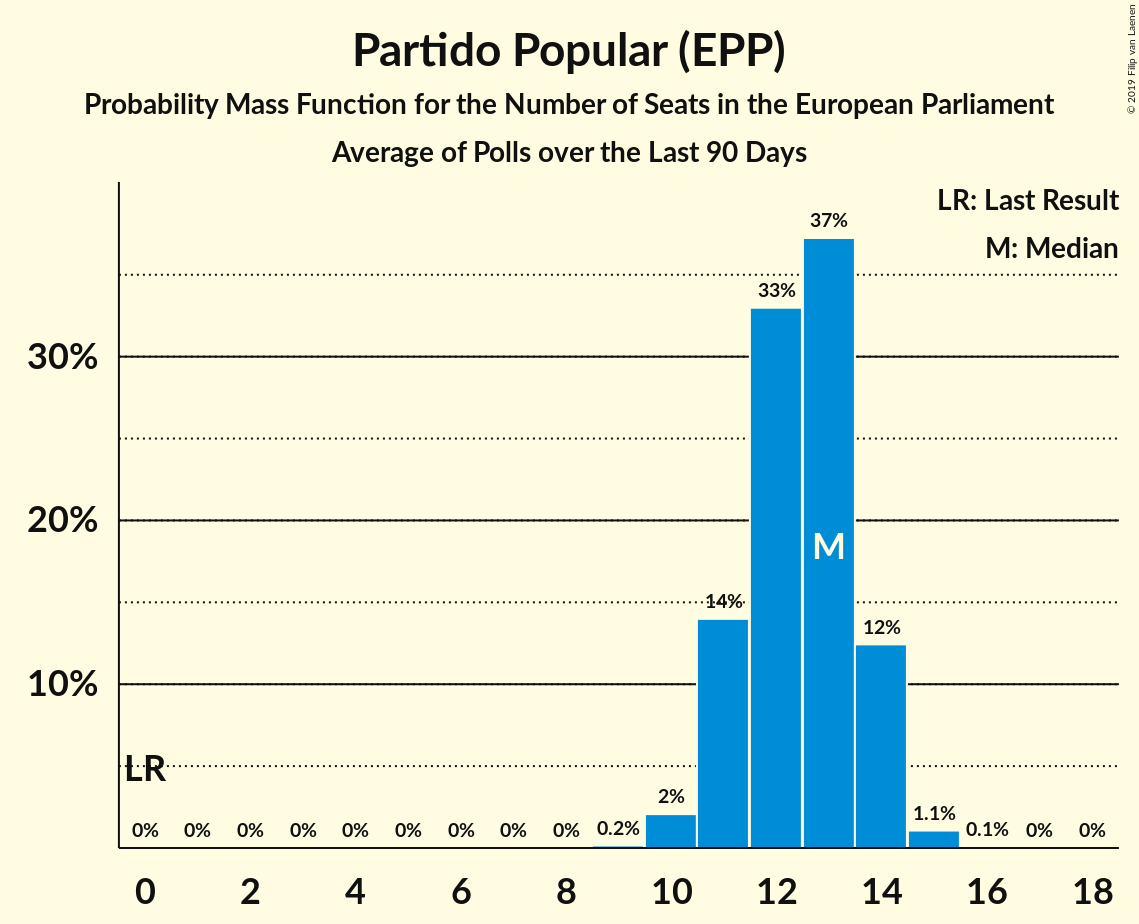 Partido Popular (EPP)
Probability Mass Function for the Number of Seats in the European Parliament
Average of Polls over the Last 90 Days
© 2019 Filip van Laenen
LR: Last Result
M: Median
37%
33%
30%
20%
M
14%
12%
10%
LR
2%
0% 0% 0% 0% 0% 0% 0% 0% 0% 0.2% 1.1% 0.1% 0% 0%
0 2 4 6 8 10 12 14 16 18